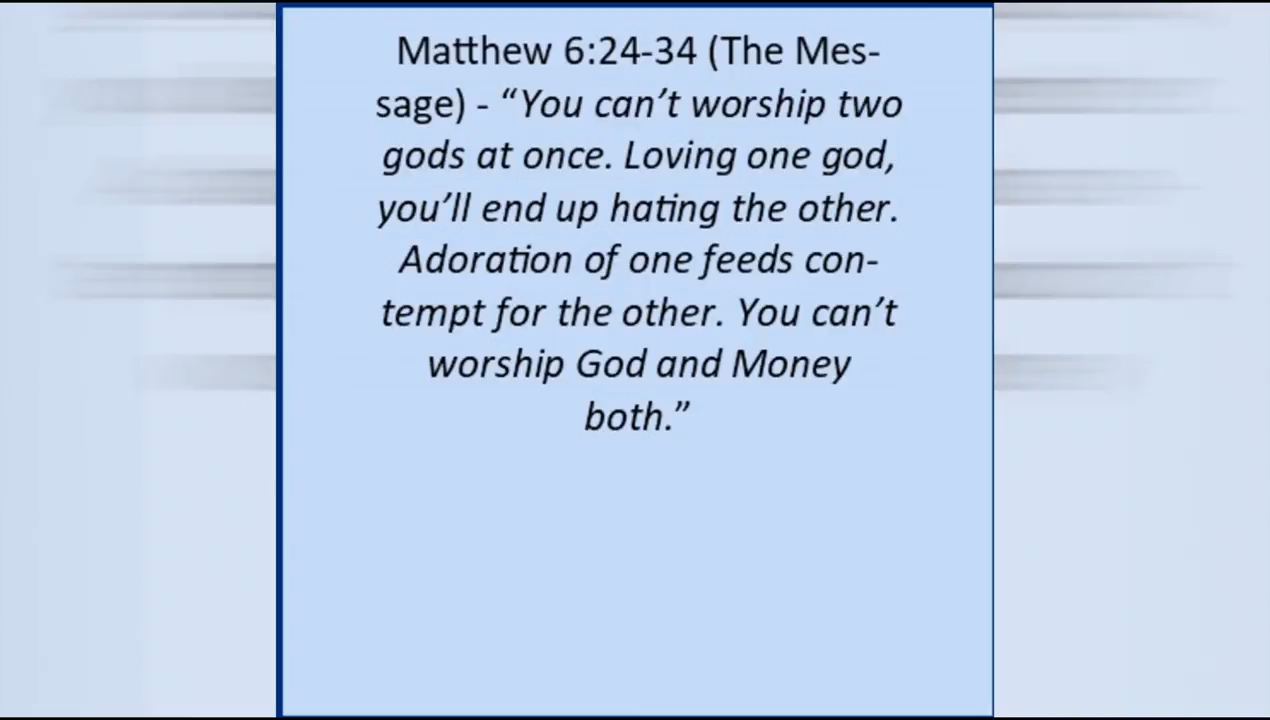 Matthew 6:24-34 (The Mes-
sage) - “You can’t worship two
gods at once. Loving one god,
you’ll end up hating the other.
Adoration of one feeds con-
tempt for the other. You can’t
worship God and Money
both.”